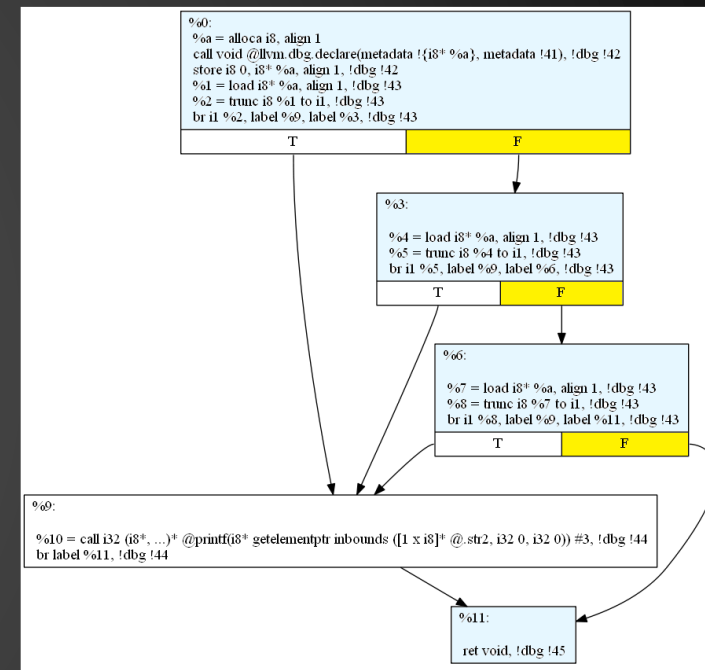 %0:
%a = alloca i8, align 1
call void @llvm.dbg.declare(metadata !{i8* %a}, metadata !41), !dbg !42
store i8 0, i8* %a, align 1, !dbg !42
%1 = load i8* %a, align 1, !dbg !43
%2 = trunc i8 %1 to i1, !dbg !43
br i1 %2, label %9, label %3, !dbg !43
T F
%3:
%4 = load i8* %a, align 1, !dbg !43
%5 = trunc i8 %4 to i1, !dbg !43
br i1 %5, label %9, label %6, !dbg !43
T F
%6:
%7 = load i8* %a, align 1, !dbg !43
%8 = trunc i8 %7 to i1, !dbg !43
br i1 %8, label %9, label %11, !dbg !43
T F
%9:
%10 = call i32 (i8*, ...)* @printf(i8* getelementptr inbounds ([1 x i8]* @.str2, i32 0, i32 0)) #3, !dbg !44
br label %11, !dbg !44
%11:
ret void, !dbg !45